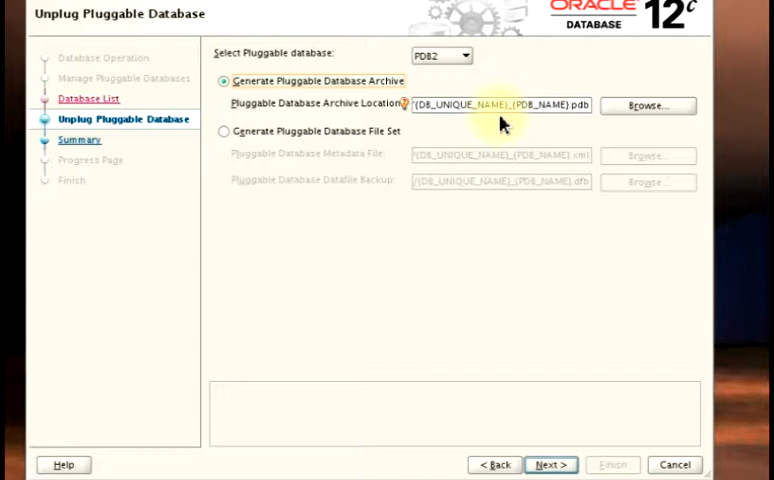 Unplug Pluggable Database
ORACLE
DATABASE
12c
Database Operation
Manage Pluggable Databases
Database List
Unplug Pluggable Database
Summary
Progress Page
Finish
Select Pluggable database:
PDB2
Generate Pluggable Database Archive
Pluggable Database Archive Location
/{DB_UNIQUE_NAME}_{PDB_NAME}.pdb
Browse...
Generate Pluggable Database File Set
Pluggable Database Metadata File:
/{DB_UNIQUE_NAME}_{PDB_NAME}.xml
Browse...
Pluggable Database Datafile Backup:
/{DB_UNIQUE_NAME}_{PDB_NAME}.dfb
Browse...
Help
< Back
Next >
Finish
Cancel